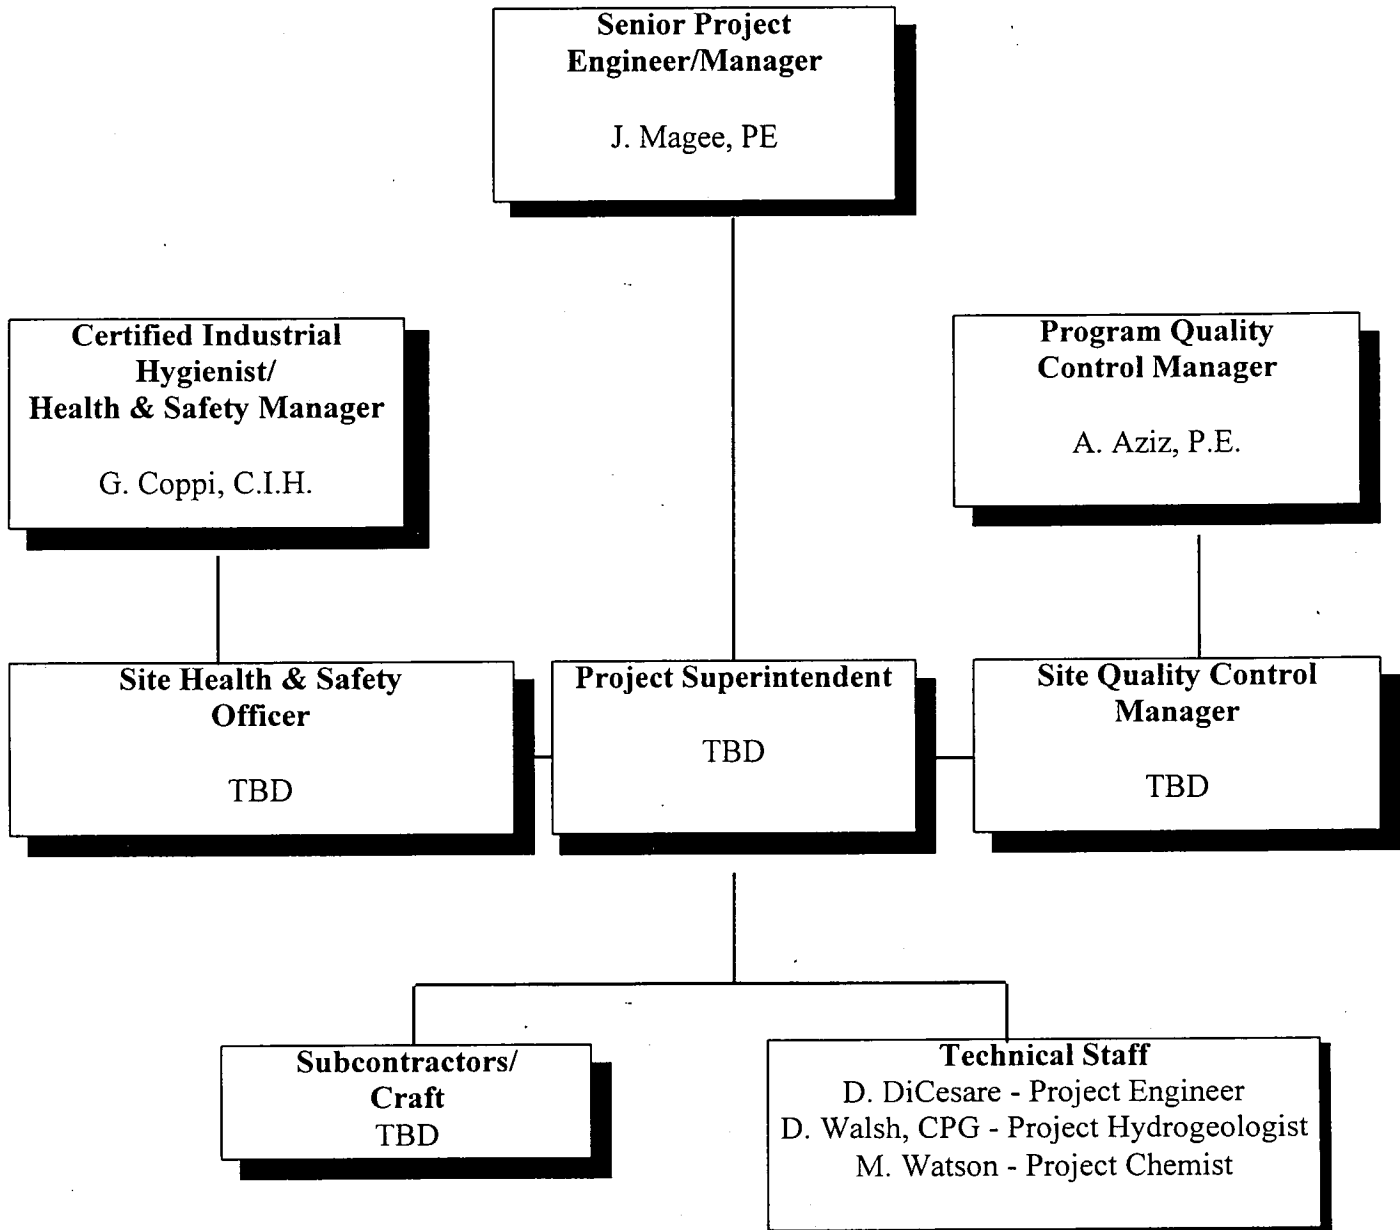 Senior Project
Engineer/Manager
J. Magee, PE
Certified Industrial
Hygienist/
Health & Safety Manager
G. Coppi, C.I.H.
Program Quality
Control Manager
A. Aziz, P.E.
Site Health & Safety
Officer
TBD
Project Superintendent
TBD
Site Quality Control
Manager
TBD
Subcontractors/
Craft
TBD
Technical Staff
D. DiCesare - Project Engineer
D. Walsh, CPG - Project Hydrogeologist
M. Watson - Project Chemist